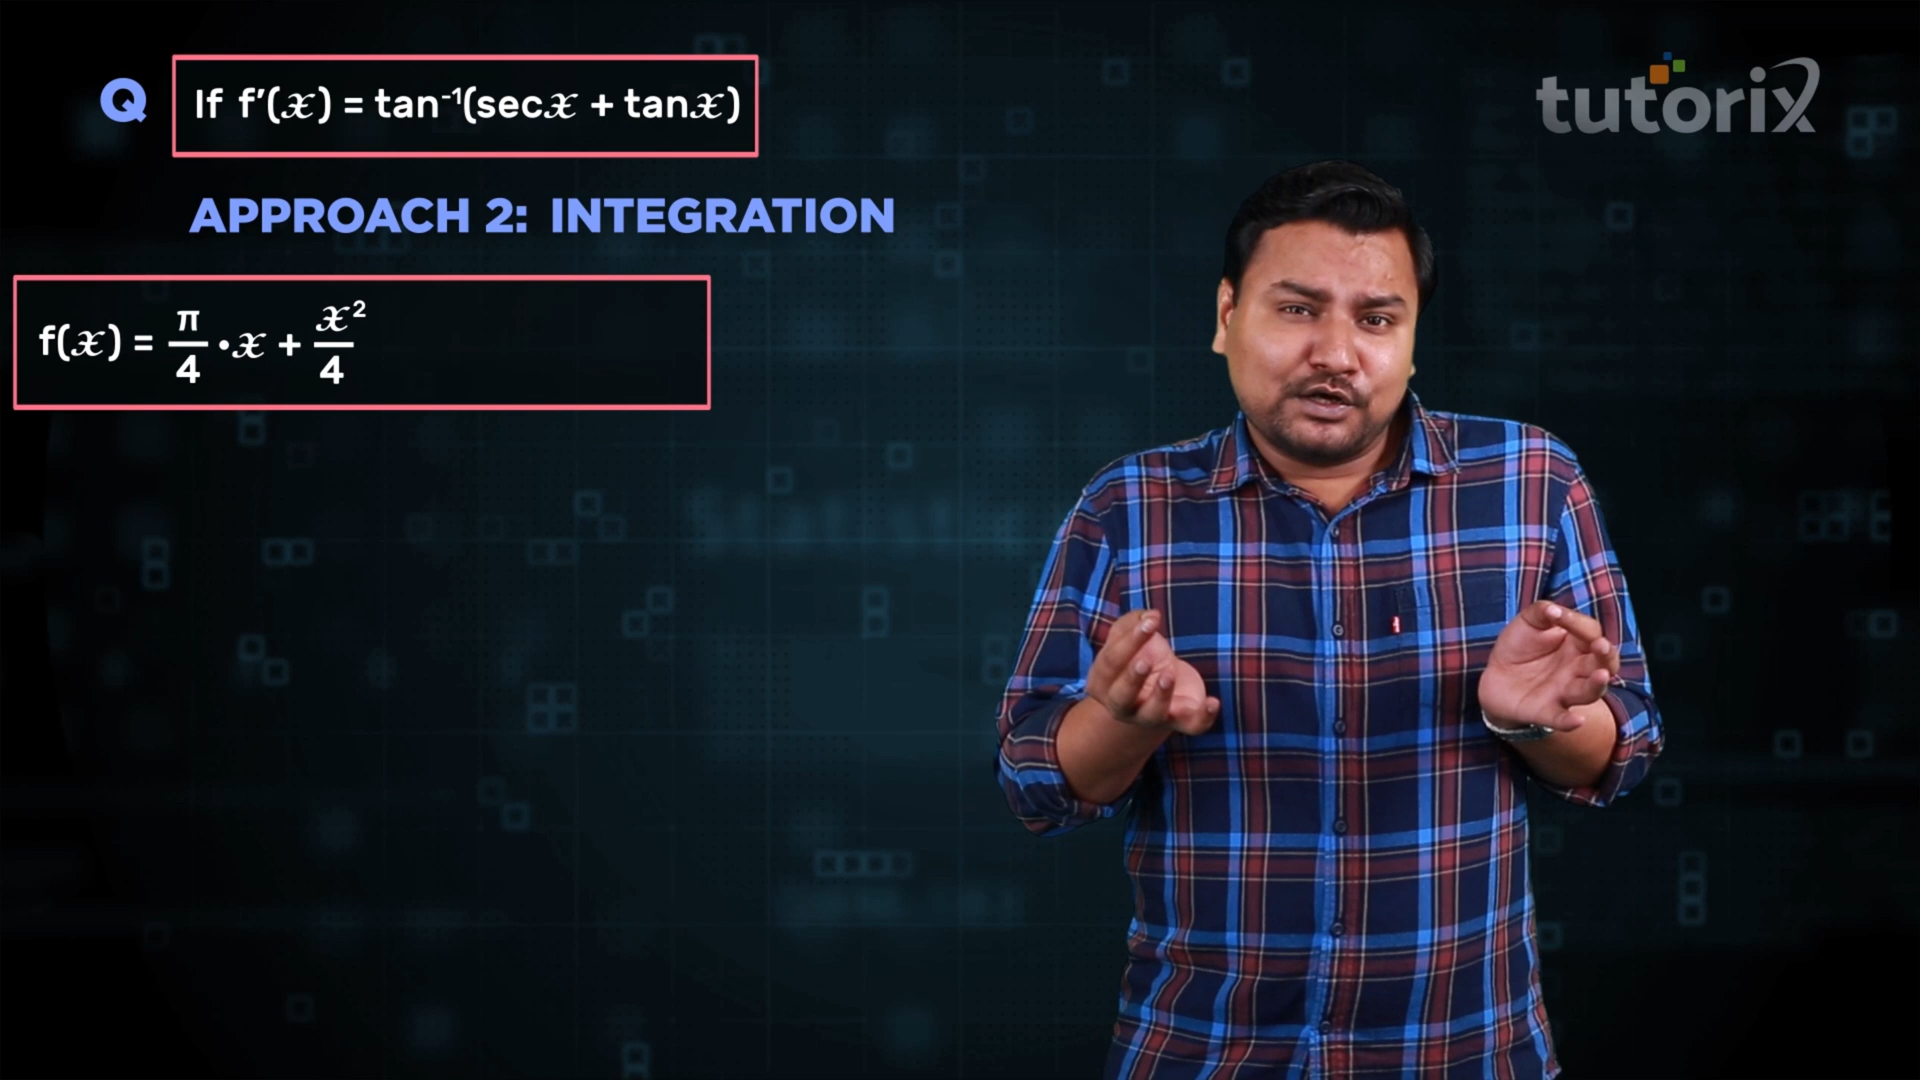 tutorix
Q If f′(x) = tan⁻¹(secx + tanx)
APPROACH 2: INTEGRATION
f(x) = π/4 · x + x²/4